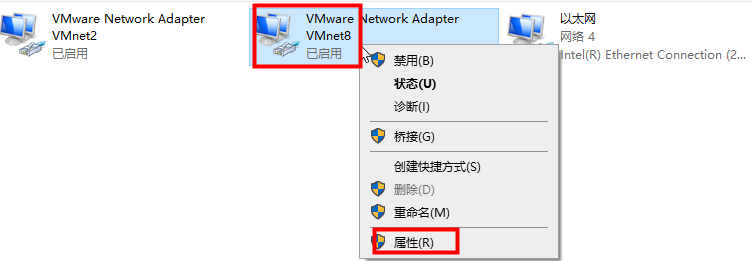 VMware Network Adapter
VMnet2
已启用
VMware Network Adapter
VMnet8
已启用
以太网
网络 4
Intel(R) Ethernet Connection (2...
禁用(B)
状态(U)
诊断(I)
桥接(G)
创建快捷方式(S)
删除(D)
重命名(M)
属性(R)